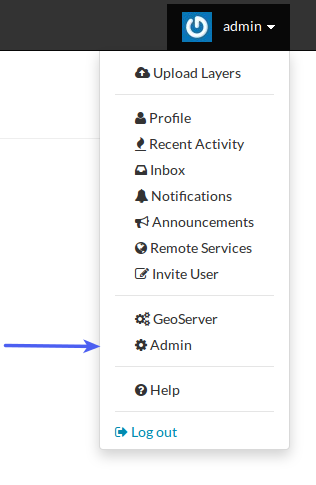 admin
Upload Layers
Profile
Recent Activity
Inbox
Notifications
Announcements
Remote Services
Invite User
GeoServer
Admin
Help
Log out